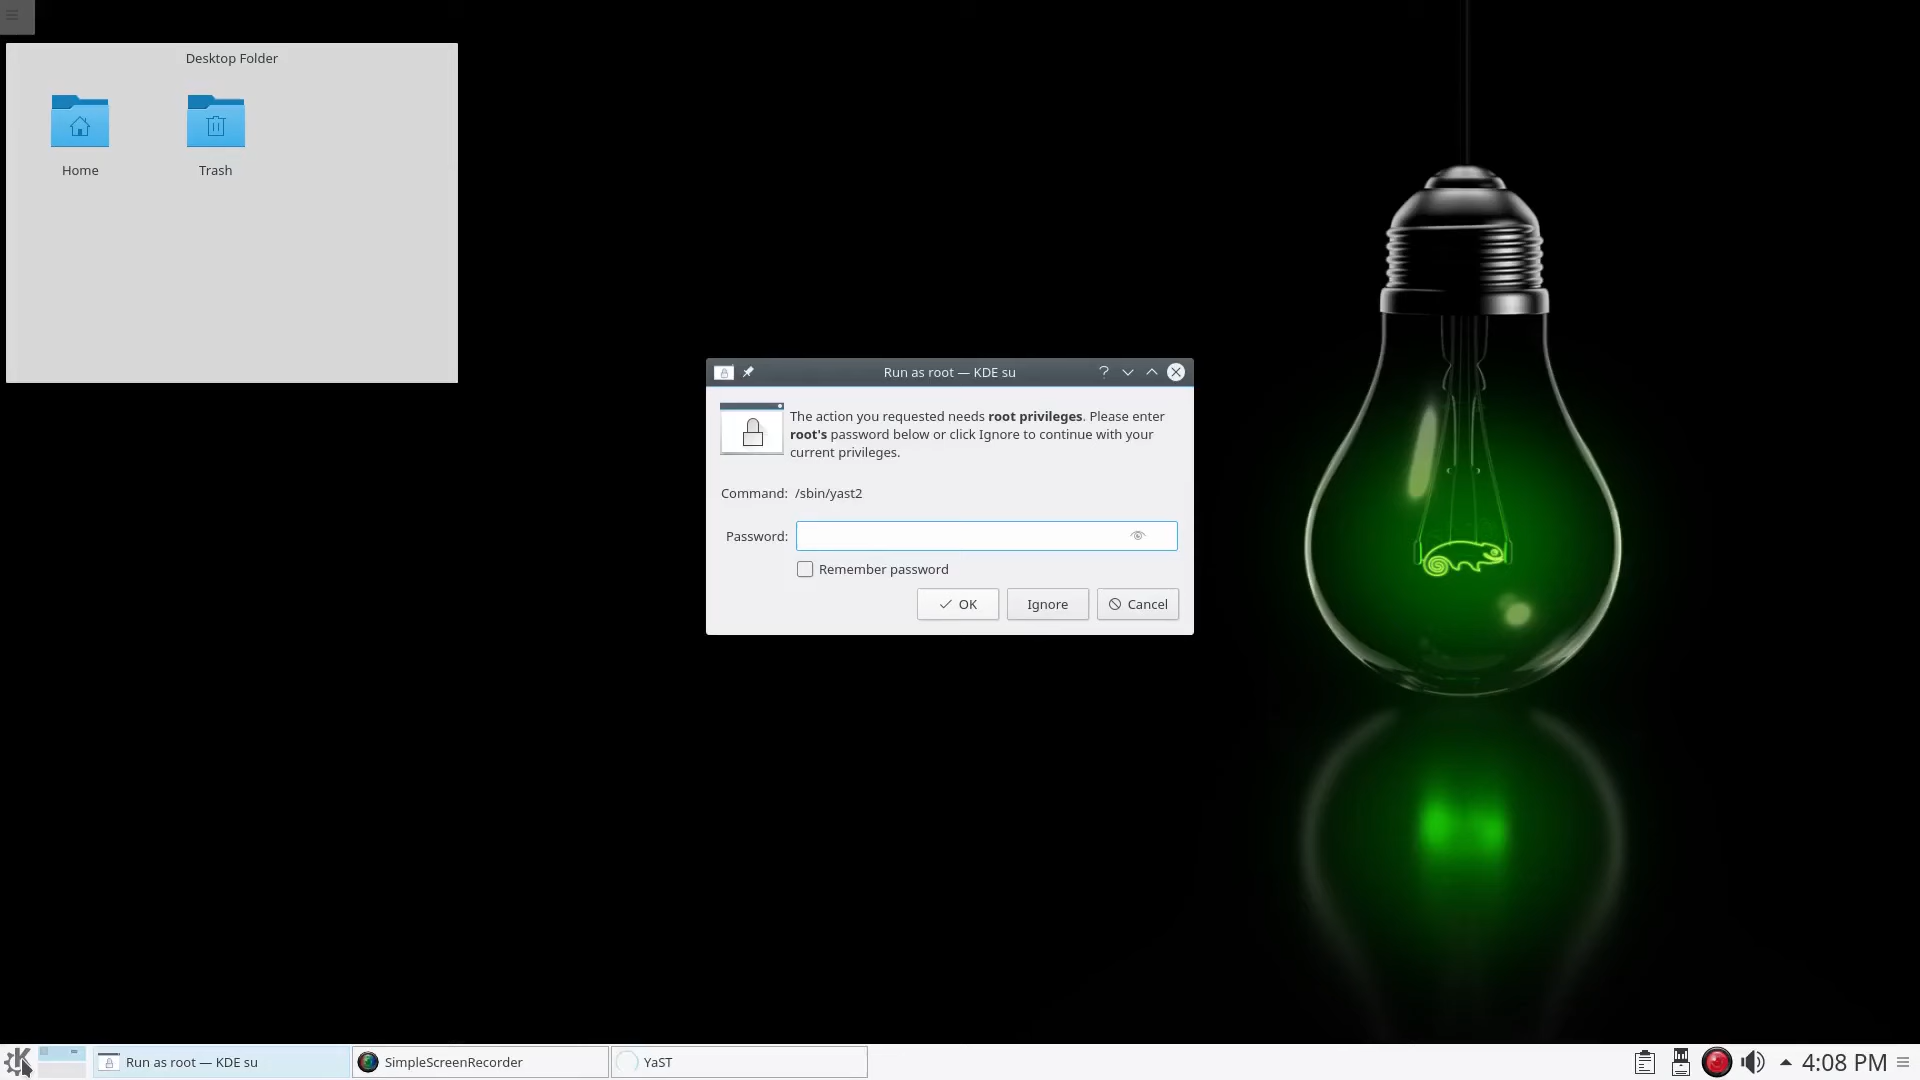 Desktop Folder
Home
Trash
Run as root — KDE su
?
The action you requested needs root privileges. Please enter
root's password below or click Ignore to continue with your
current privileges.
Command: /sbin/yast2
Password:
Remember password
OK
Ignore
Cancel
Run as root — KDE su
SimpleScreenRecorder
YaST
4:08 PM